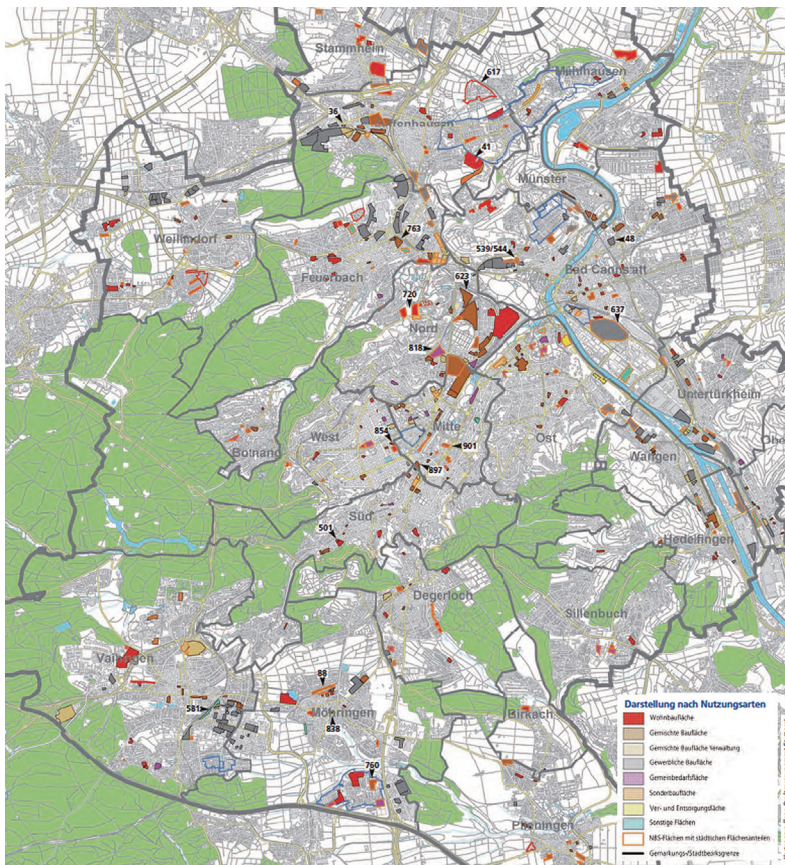 Stammheim
Mühlhausen
617
36
41
Münster
763
539/544
48
Weilimdorf
Feuerbach
Bad Cannstatt
623
720
Nord
637
818
Untertürkheim
854
Mitte
West
901
Ost
Botnang
897
Wangen
Süd
501
Hedelfingen
Degerloch
Sillenbuch
Vaihingen
88
581
Möhringen
838
Birkach
760
Plieningen
Darstellung nach Nutzungsarten
Wohnbaufläche
Gemischte Baufläche
Gemischte Baufläche Verwaltung
Gewerbliche Baufläche
Gemeinbedarfsfläche
Sonderbaufläche
Ver- und Entsorgungsfläche
Sonstige Flächen
NBS-Flächen mit städtischen Flächenanteilen
Gemarkungs-/Stadtbezirksgrenze